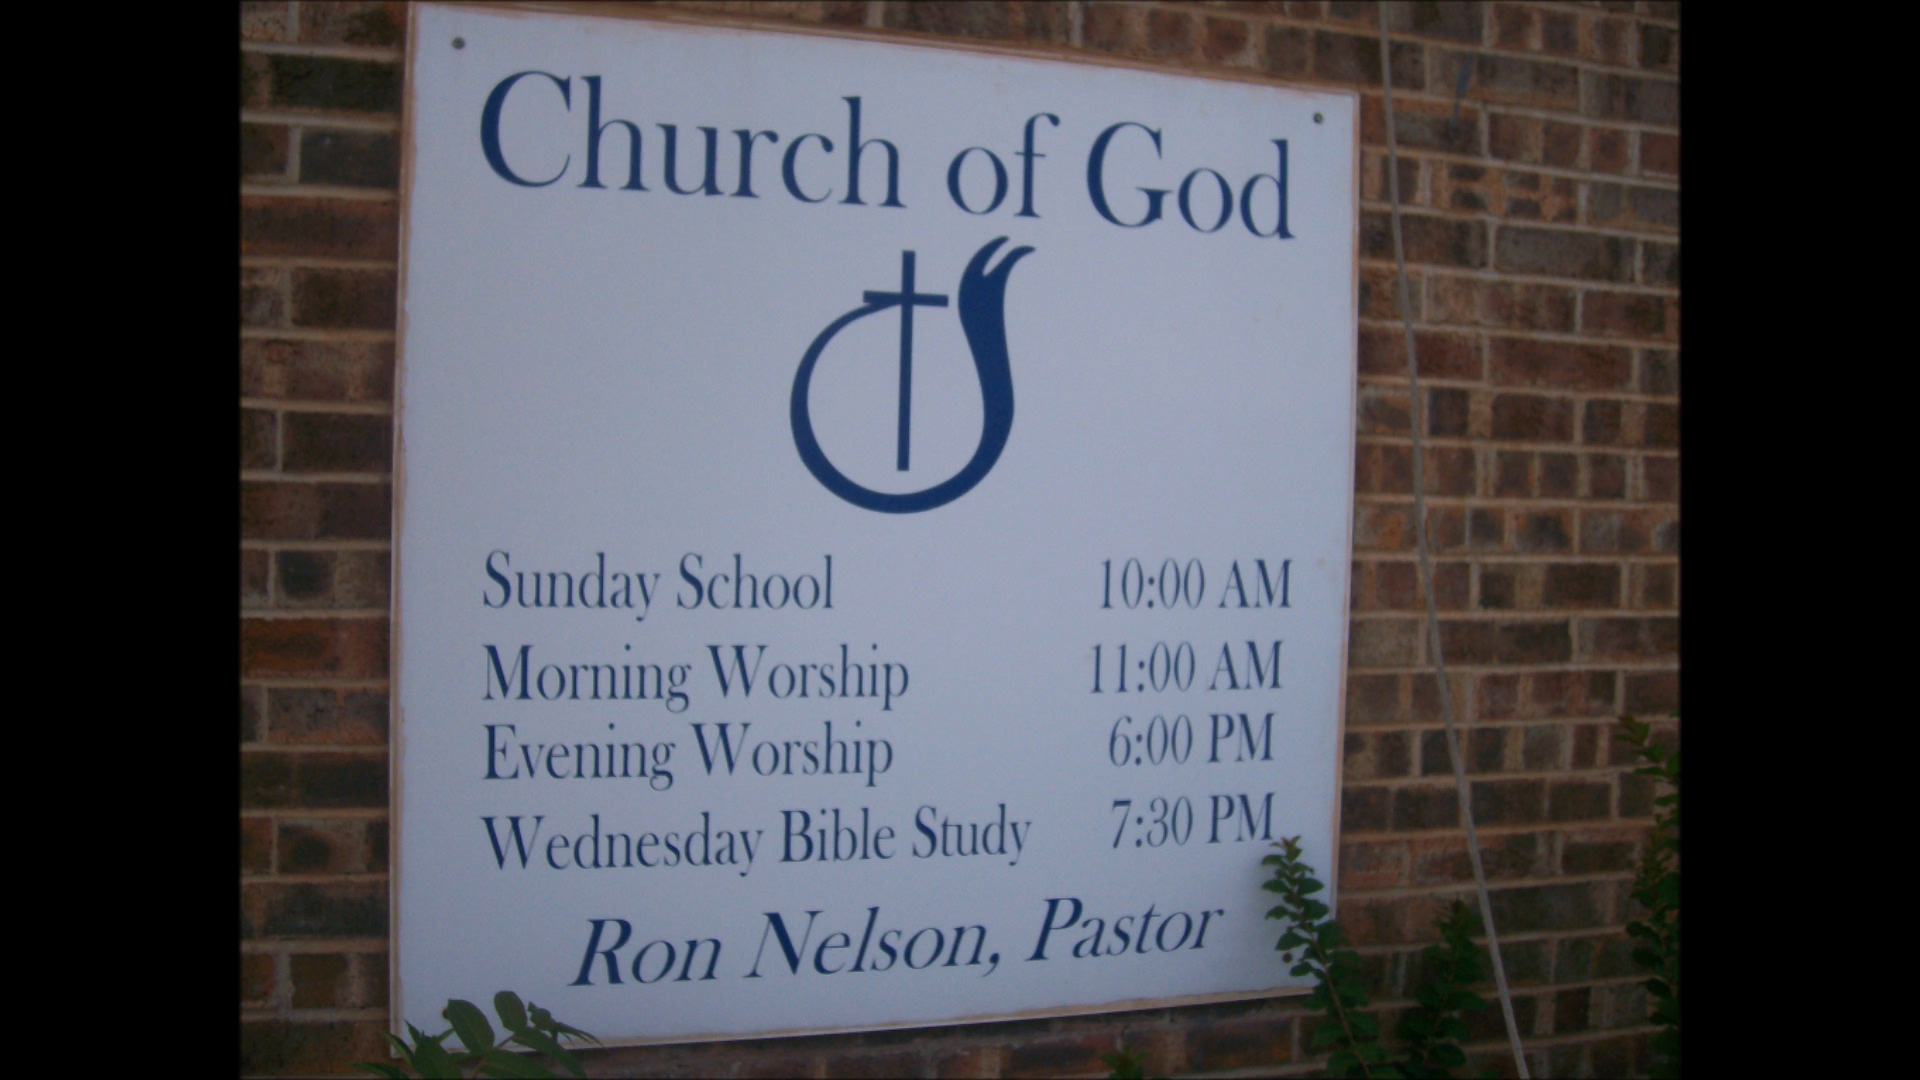 Church of God
Sunday School 10:00 AM
Morning Worship 11:00 AM
Evening Worship 6:00 PM
Wednesday Bible Study 7:30 PM
Ron Nelson, Pastor